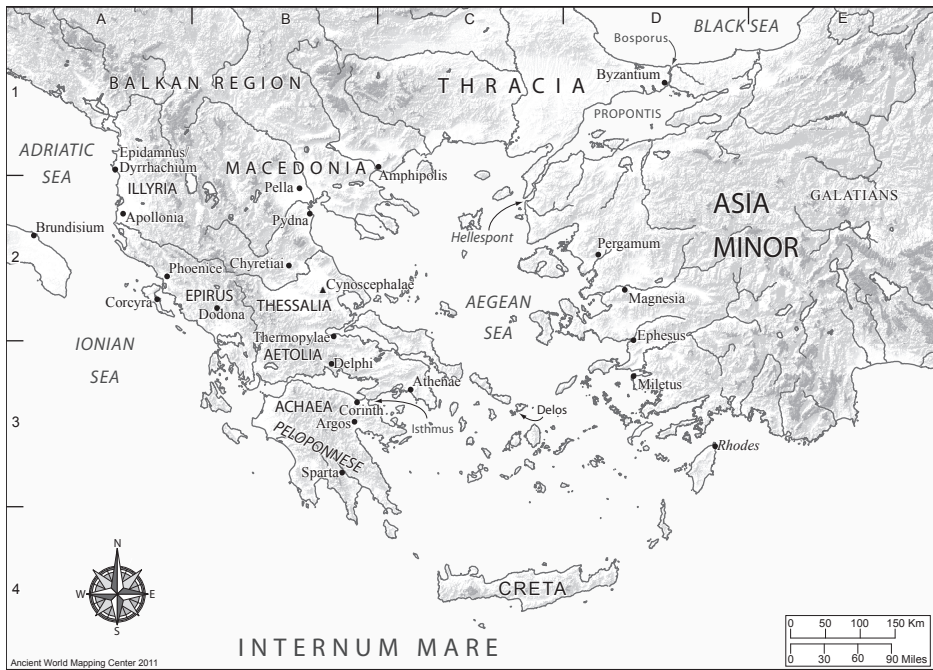 A
B
C
D
E
BLACK SEA
Bosporus
BALKAN REGION
THRACIA
Byzantium
1
PROPONTIS
ADRIATIC
SEA
Epidamnus
Dyrrhachium
MACEDONIA
Amphipolis
ILLYRIA
Pella
ASIA
MINOR
GALATIANS
Apollonia
Pydna
Brundisium
Hellespont
Pergamum
2
Phoenice
Chyretiai
Cynoscephalae
Corcyra
EPIRUS
Dodona
THESSALIA
AEGEAN
SEA
Magnesia
IONIAN
SEA
Thermopylae
Ephesus
AETOLIA
Delphi
Athenae
Miletus
ACHAEA
Corinth
Delos
3
Argos
Isthmus
PELOPONNESE
Rhodes
Sparta
N
W
E
S
4
CRETA
INTERNUM MARE
0 50 100 150 Km
0 30 60 90 Miles
Ancient World Mapping Center 2011